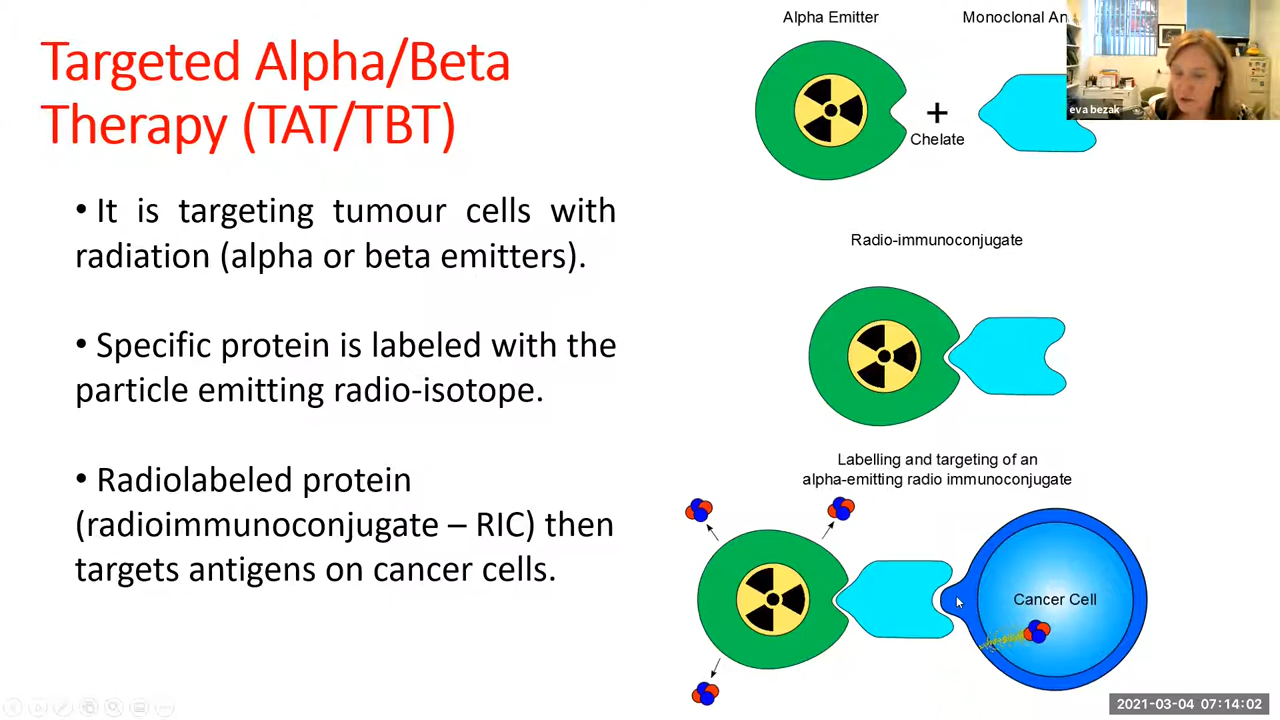 Targeted Alpha/Beta
Therapy (TAT/TBT)
• It is targeting tumour cells with
radiation (alpha or beta emitters).
• Specific protein is labeled with the
particle emitting radio-isotope.
• Radiolabeled protein
(radioimmunoconjugate – RIC) then
targets antigens on cancer cells.
Alpha Emitter
Monoclonal
+
Chelate
eva bezak
Radio-immunoconjugate
Labelling and targeting of an
alpha-emitting radio immunoconjugate
Cancer Cell
2021-03-04 07:14:02